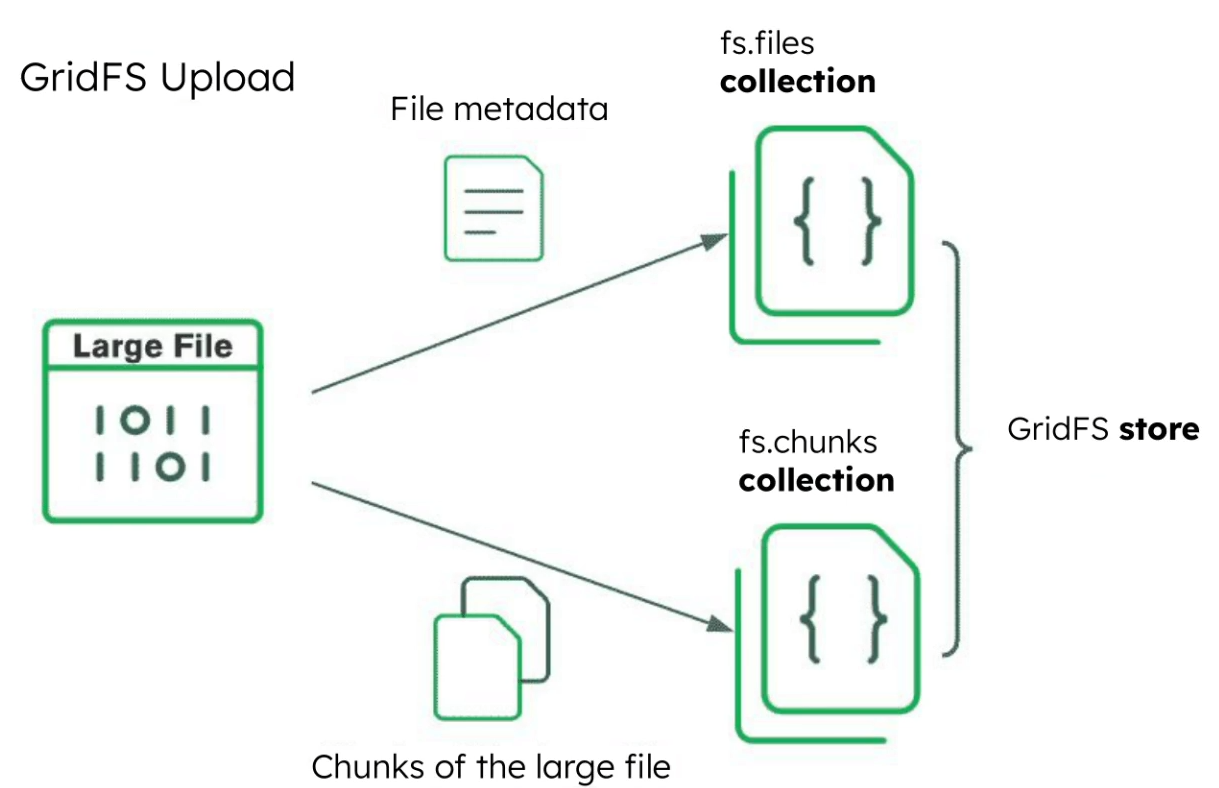 GridFS Upload
File metadata
fs.files
collection
Large File
1011
1101
{ }
fs.chunks
collection
{ }
GridFS store
Chunks of the large file